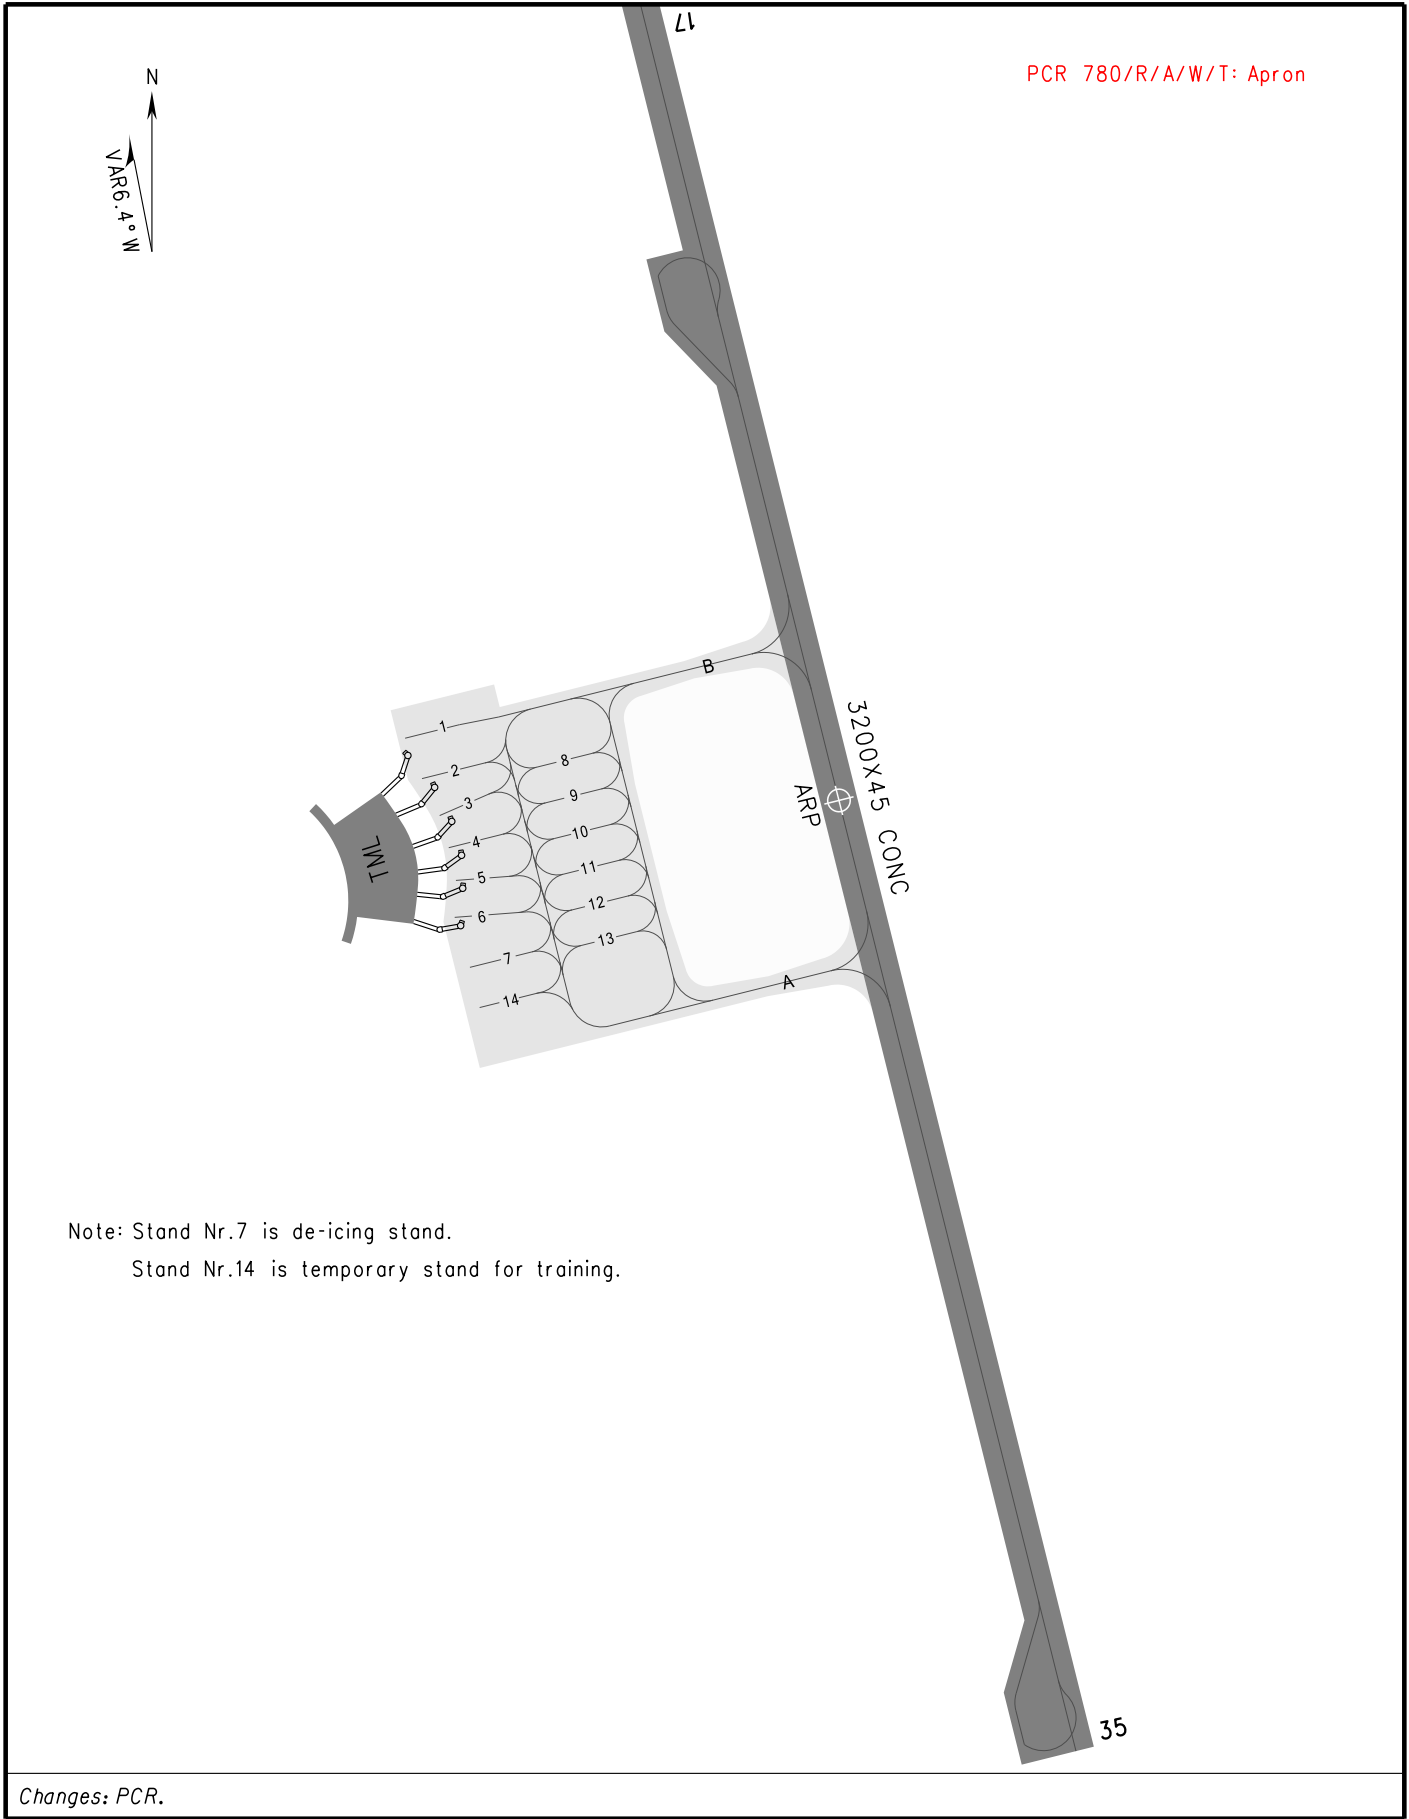 17
PCR 780/R/A/W/T: Apron
N
VAR6.4°W
B
1
2
3
4
5
6
7
14
8
9
10
11
12
13
3200X45 CONC
ARP
TML
A
Note: Stand Nr.7 is de-icing stand.
Stand Nr.14 is temporary stand for training.
35
Changes: PCR.